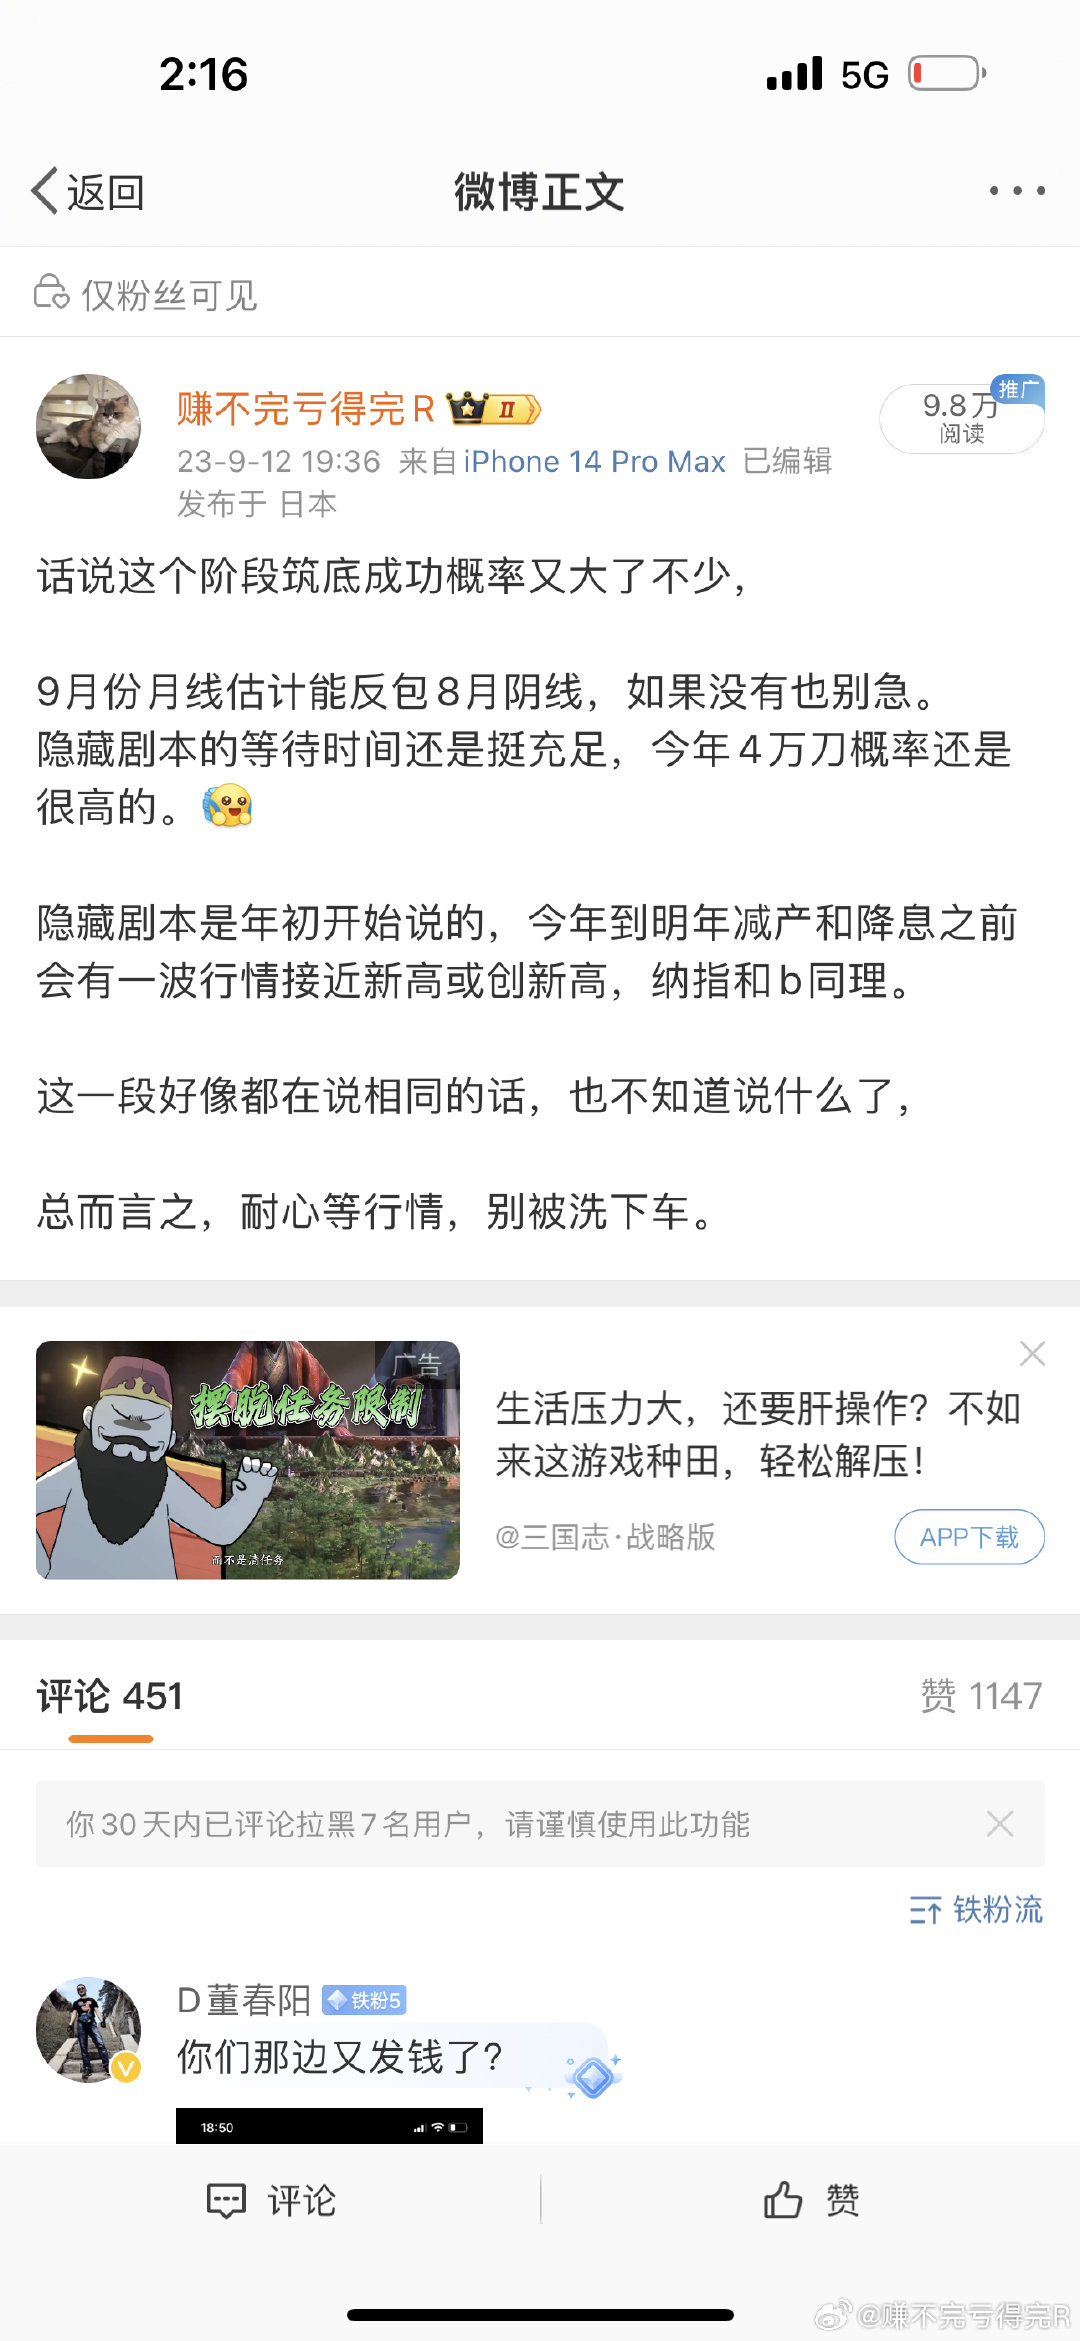 2:16
5G
返回
微博正文
仅粉丝可见
赚不完亏得完R
II
9.8万
推广
阅读
23-9-12 19:36 来自 iPhone 14 Pro Max 已编辑
发布于 日本
话说这个阶段筑底成功概率又大了不少，
9月份月线估计能反包8月阴线，如果没有也别急。
隐藏剧本的等待时间还是挺充足，今年4万刀概率还是
很高的。
隐藏剧本是年初开始说的，今年到明年减产和降息之前
会有一波行情接近新高或创新高，纳指和b同理。
这一段好像都在说相同的话，也不知道说什么了，
总而言之，耐心等行情，别被洗下车。
广告
摆脱任务限制
而不是清任务
生活压力大，还要肝操作？不如
来这游戏种田，轻松解压！
@三国志·战略版
APP下载
评论 451
赞 1147
你30天内已评论拉黑7名用户，请谨慎使用此功能
铁粉流
D董春阳
铁粉5
V
你们那边又发钱了？
18:50
评论
赞
@赚不完亏得完R